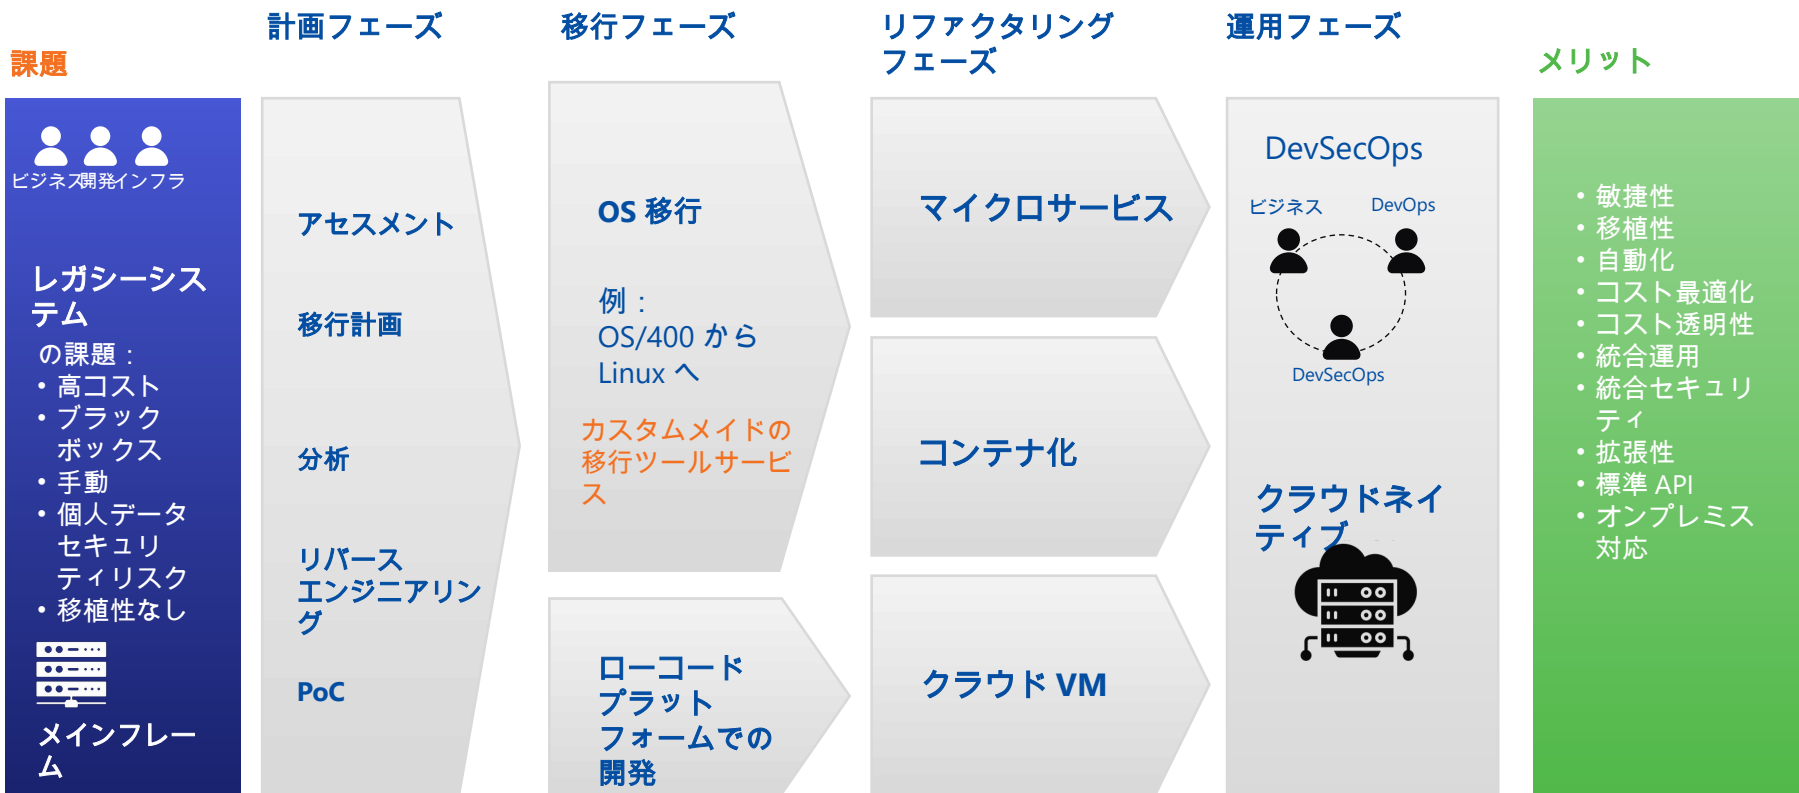 課題
ビジネス
開発
インフラ
レガシーシス
テム
の課題：
• 高コスト
• ブラック
ボックス
• 手動
• 個人データ
セキュリ
ティリスク
• 移植性なし
メインフレー
ム
計画フェーズ
アセスメント
移行計画
分析
リバース
エンジニアリン
グ
PoC
移行フェーズ
OS 移行
例：
OS/400 から
Linux へ
カスタムメイドの
移行ツールサービ
ス
ローコード
プラット
フォームでの
開発
リファクタリング
フェーズ
マイクロサービス
コンテナ化
クラウド VM
運用フェーズ
DevSecOps
ビジネス
DevOps
DevSecOps
クラウドネイ
ティブ
メリット
• 敏捷性
• 移植性
• 自動化
• コスト最適化
• コスト透明性
• 統合運用
• 統合セキュリ
ティ
• 拡張性
• 標準 API
• オンプレミス
対応